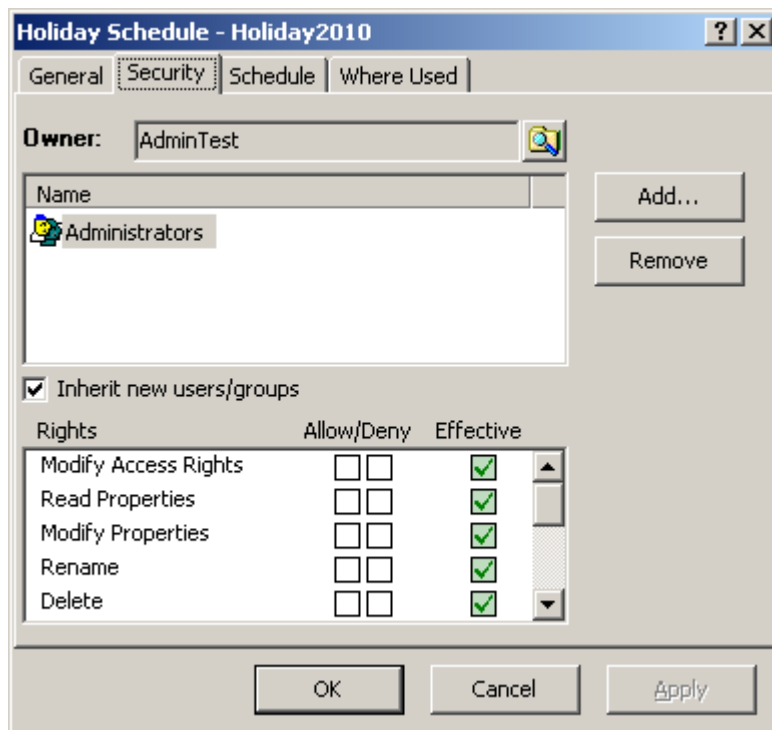 Holiday Schedule - Holiday2010
General Security Schedule Where Used
Owner: AdminTest
Name
Add...
Administrators
Remove
Inherit new users/groups
Rights Allow/Deny Effective
Modify Access Rights
Read Properties
Modify Properties
Rename
Delete
OK Cancel Apply